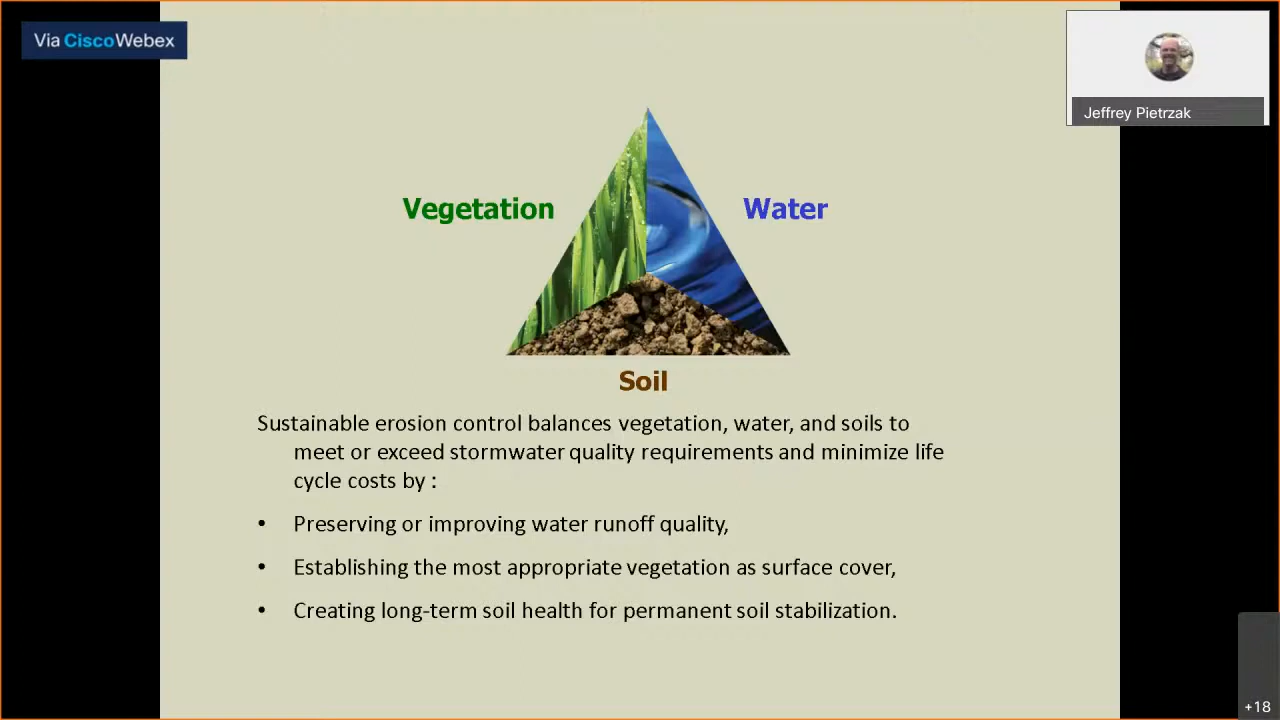 Via CiscoWebex
Jeffrey Pietrzak
Vegetation
Water
Soil
Sustainable erosion control balances vegetation, water, and soils to
meet or exceed stormwater quality requirements and minimize life
cycle costs by :
• Preserving or improving water runoff quality,
• Establishing the most appropriate vegetation as surface cover,
• Creating long-term soil health for permanent soil stabilization.
+18